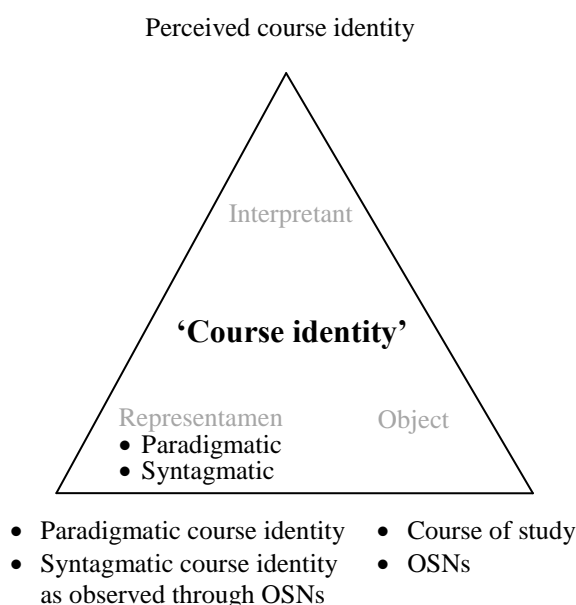 Perceived course identity
Interpretant
‘Course identity’
Representamen
• Paradigmatic
• Syntagmatic
Object
• Paradigmatic course identity
• Syntagmatic course identity
as observed through OSNs
• Course of study
• OSNs